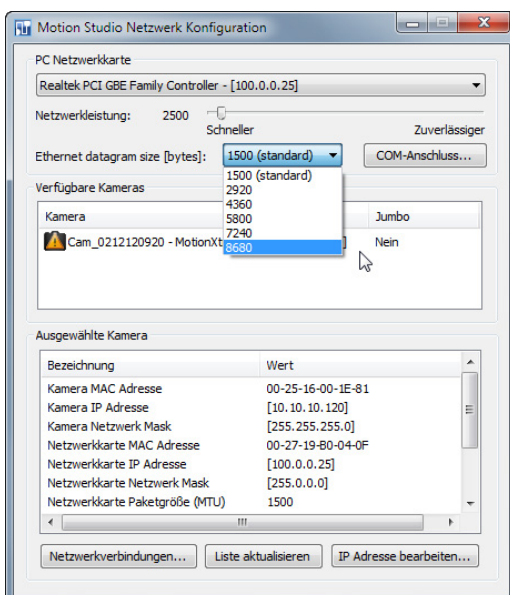 Motion Studio Netzwerk Konfiguration
PC Netzwerkkarte
Realtek PCI GBE Family Controller - [100.0.0.25]
Netzwerkleistung: 2500
Schneller Zuverlässiger
Ethernet datagram size [bytes]: 1500 (standard) COM-Anschluss...
1500 (standard)
2920
4360
5800
7240
8680
Verfügbare Kameras
Kamera Jumbo
Cam_0212120920 - MotionXt ] Nein
Ausgewählte Kamera
Bezeichnung Wert
Kamera MAC Adresse 00-25-16-00-1E-81
Kamera IP Adresse [10.10.10.120]
Kamera Netzwerk Mask [255.255.255.0]
Netzwerkkarte MAC Adresse 00-27-19-B0-04-0F
Netzwerkkarte IP Adresse [100.0.0.25]
Netzwerkkarte Netzwerk Mask [255.0.0.0]
Netzwerkkarte Paketgröße (MTU) 1500
Netzwerkverbindungen... Liste aktualisieren IP Adresse bearbeiten...